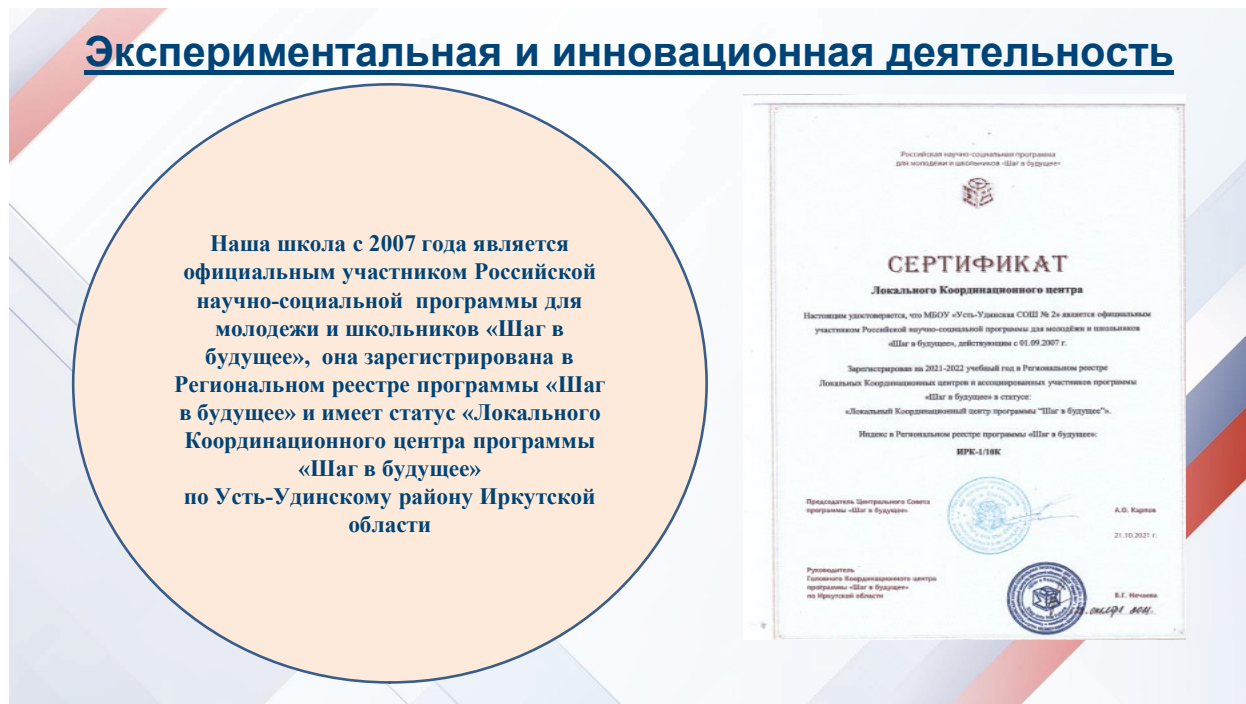 Экспериментальная и инновационная деятельность
Наша школа с 2007 года является
официальным участником Российской
научно-социальной программы для
молодежи и школьников «Шаг в
будущее», она зарегистрирована в
Региональном реестре программы «Шаг
в будущее» и имеет статус «Локального
Координационного центра программы
«Шаг в будущее»
по Усть-Удинскому району Иркутской
области
Российская научно-социальная программа
для молодёжи и школьников «Шаг в будущее»
СЕРТИФИКАТ
Локального Координационного центра
Настоящим удостоверяется, что МБОУ «Усть-Удинская СОШ № 2» является официальным
участником Российской научно-социальной программы для молодёжи и школьников
«Шаг в будущее», действующим с 01.09.2007 г.
Зарегистрирован на 2021-2022 учебный год в Региональном реестре
Локальных Координационных центров и ассоциированных участников программы
«Шаг в будущее» в статусе:
«Локальный Координационный центр программы "Шаг в будущее"».
Индекс в Региональном реестре программы «Шаг в будущее»:
ИРК-1/10К
Председатель Центрального Совета
программы «Шаг в будущее»
А.О. Карпов
21.10.2021 г.
Руководитель
Головного Координационного центра
программы «Шаг в будущее»
по Иркутской области
В.Г. Нечаева